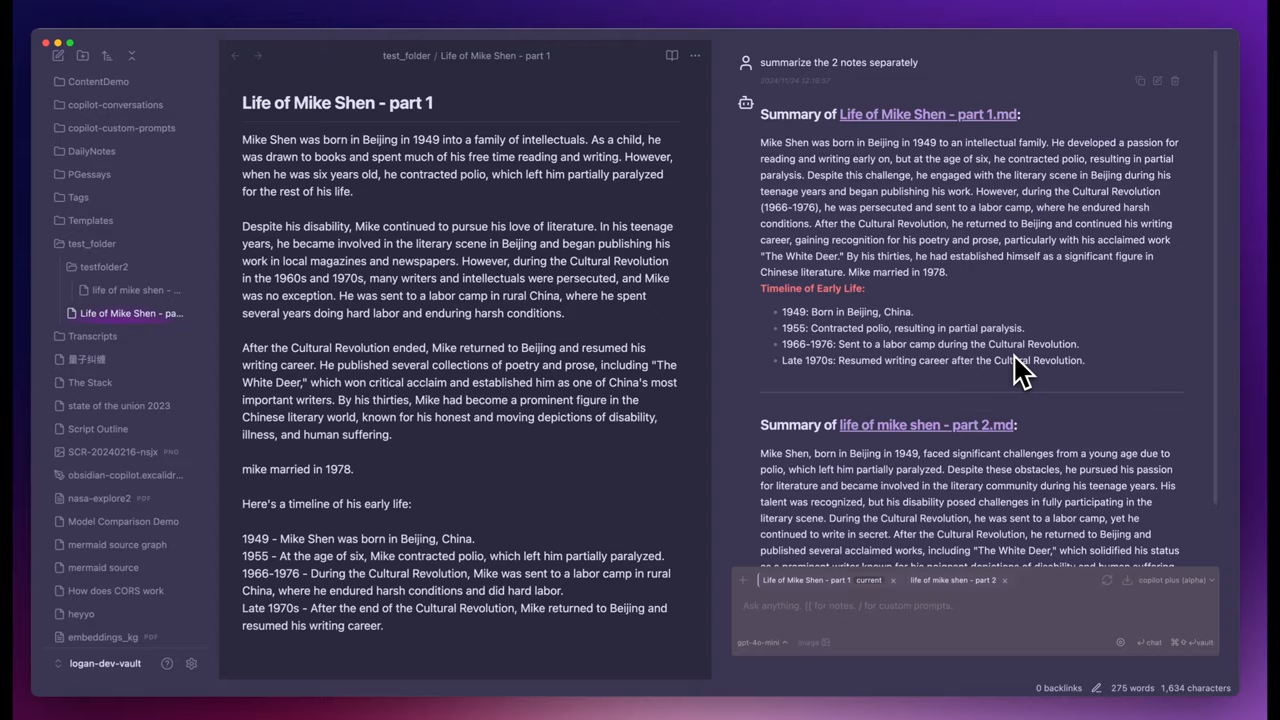 ContentDemo
copilot-conversations
copilot-custom-prompts
DailyNotes
PGessays
Tags
Templates
test_folder
testfolder2
life of mike shen - ...
Life of Mike Shen - pa...
Transcripts
量子纠缠
The Stack
state of the union 2023
Script Outline
SCR-20240216-nsjx PNG
obsidian-copilot.excalidr...
nasa-explore2 PDF
Model Comparison Demo
mermaid source graph
mermaid source
How does CORS work
heyyo
embeddings_kg PDF
logan-dev-vault
test_folder / Life of Mike Shen - part 1
Life of Mike Shen - part 1
Mike Shen was born in Beijing in 1949 into a family of intellectuals. As a child, he
was drawn to books and spent much of his free time reading and writing. However,
when he was six years old, he contracted polio, which left him partially paralyzed
for the rest of his life.
Despite his disability, Mike continued to pursue his love of literature. In his teenage
years, he became involved in the literary scene in Beijing and began publishing his
work in local magazines and newspapers. However, during the Cultural Revolution
in the 1960s and 1970s, many writers and intellectuals were persecuted, and Mike
was no exception. He was sent to a labor camp in rural China, where he spent
several years doing hard labor and enduring harsh conditions.
After the Cultural Revolution ended, Mike returned to Beijing and resumed his
writing career. He published several collections of poetry and prose, including "The
White Deer," which won critical acclaim and established him as one of China's most
important writers. By his thirties, Mike had become a prominent figure in the
Chinese literary world, known for his honest and moving depictions of disability,
illness, and human suffering.
mike married in 1978.
Here's a timeline of his early life:
1949 - Mike Shen was born in Beijing, China.
1955 - At the age of six, Mike contracted polio, which left him partially paralyzed.
1966-1976 - During the Cultural Revolution, Mike was sent to a labor camp in rural
China, where he endured harsh conditions and did hard labor.
Late 1970s - After the end of the Cultural Revolution, Mike returned to Beijing and
resumed his writing career.
summarize the 2 notes separately
2024/11/24 12:16:57
Summary of Life of Mike Shen - part 1.md:
Mike Shen was born in Beijing in 1949 to an intellectual family. He developed a passion for
reading and writing early on, but at the age of six, he contracted polio, resulting in partial
paralysis. Despite this challenge, he engaged with the literary scene in Beijing during his
teenage years and began publishing his work. However, during the Cultural Revolution
(1966-1976), he was persecuted and sent to a labor camp, where he endured harsh
conditions. After the Cultural Revolution, he returned to Beijing and continued his writing
career, gaining recognition for his poetry and prose, particularly with his acclaimed work
"The White Deer." By his thirties, he had established himself as a significant figure in
Chinese literature. Mike married in 1978.
Timeline of Early Life:
1949: Born in Beijing, China.
1955: Contracted polio, resulting in partial paralysis.
1966-1976: Sent to a labor camp during the Cultural Revolution.
Late 1970s: Resumed writing career after the Cultural Revolution.
Summary of life of mike shen - part 2.md:
Mike Shen, born in Beijing in 1949, faced significant challenges from a young age due to
polio, which left him partially paralyzed. Despite these obstacles, he pursued his passion
for literature and became involved in the literary community during his teenage years. His
talent was recognized, but his disability posed challenges in fully participating in the
literary scene. During the Cultural Revolution, he was sent to a labor camp, yet he
continued to write in secret. After the Cultural Revolution, he returned to Beijing and
published several acclaimed works, including "The White Deer," which solidified his status
as a prominent writer known for his poignant depictions of disability and human suffering
Life of Mike Shen - part 1 current
life of mike shen - part 2
copilot plus (alpha)
Ask anything. [[ for notes. / for custom prompts.
gpt-4o-mini
image
chat
vault
0 backlinks
275 words
1,634 characters